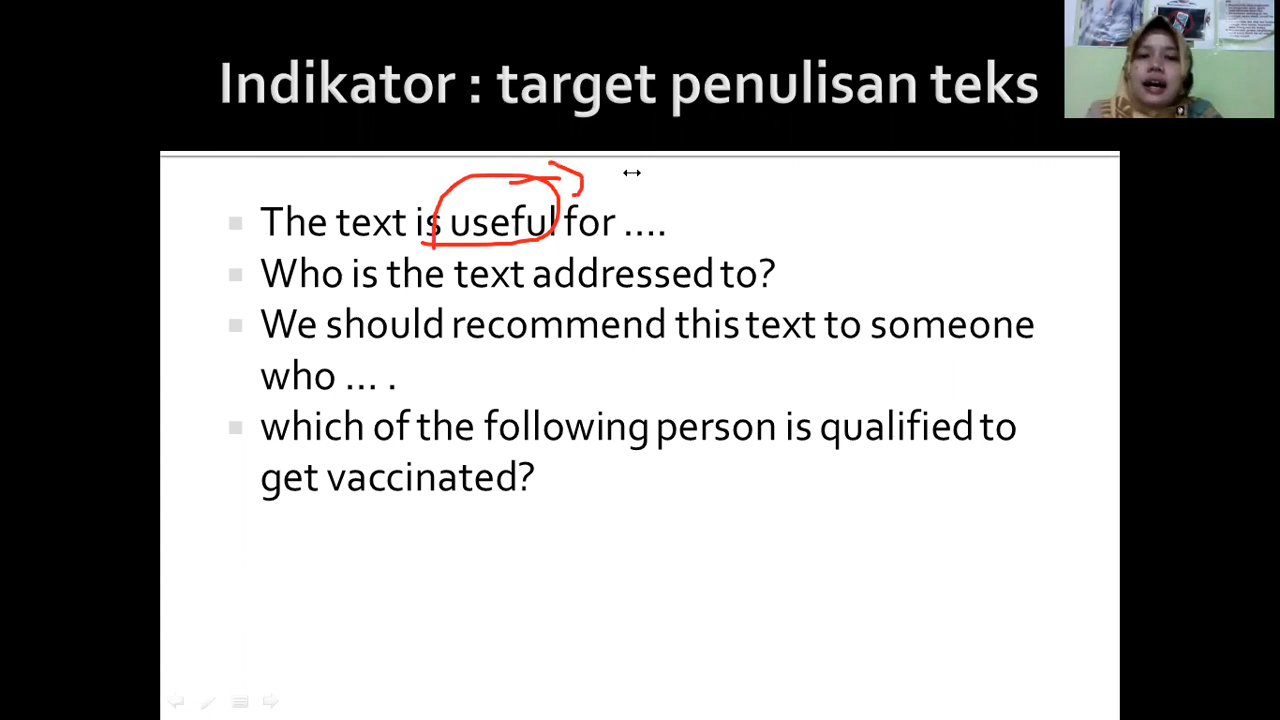 Indikator : target penulisan teks
The text is useful for ....
Who is the text addressed to?
We should recommend this text to someone
who ... .
which of the following person is qualified to
get vaccinated?